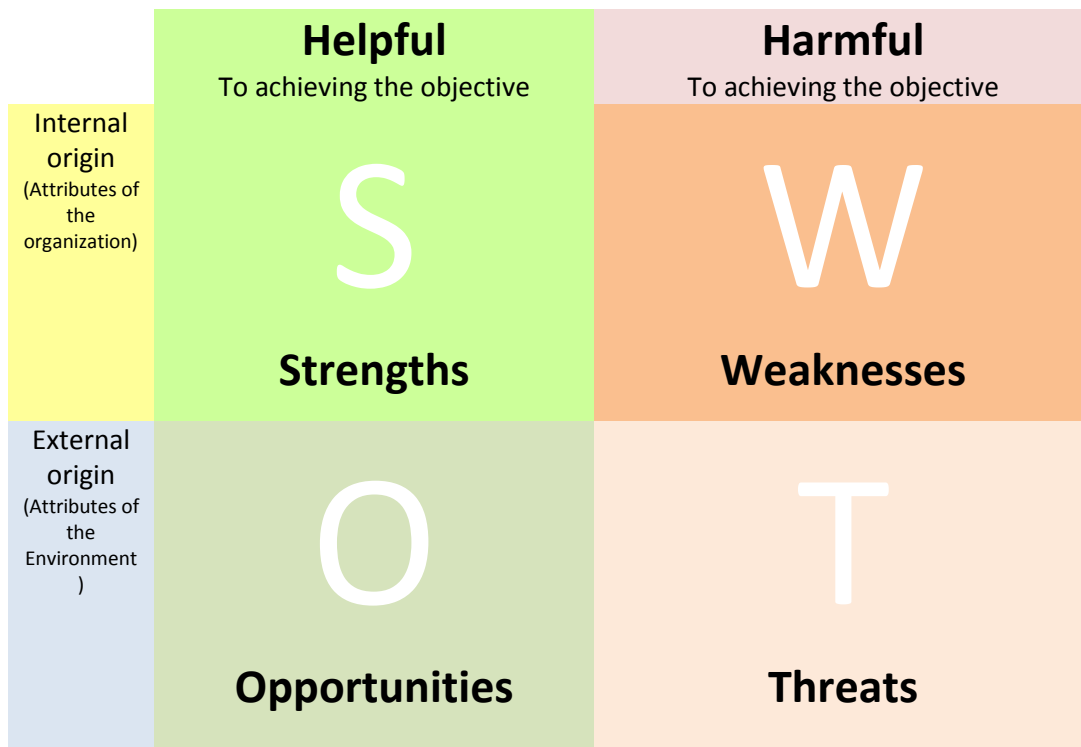 Helpful
To achieving the objective
Harmful
To achieving the objective
Internal
origin
(Attributes of
the
organization)
S
Strengths
W
Weaknesses
External
origin
(Attributes of
the
Environment
)
O
Opportunities
T
Threats